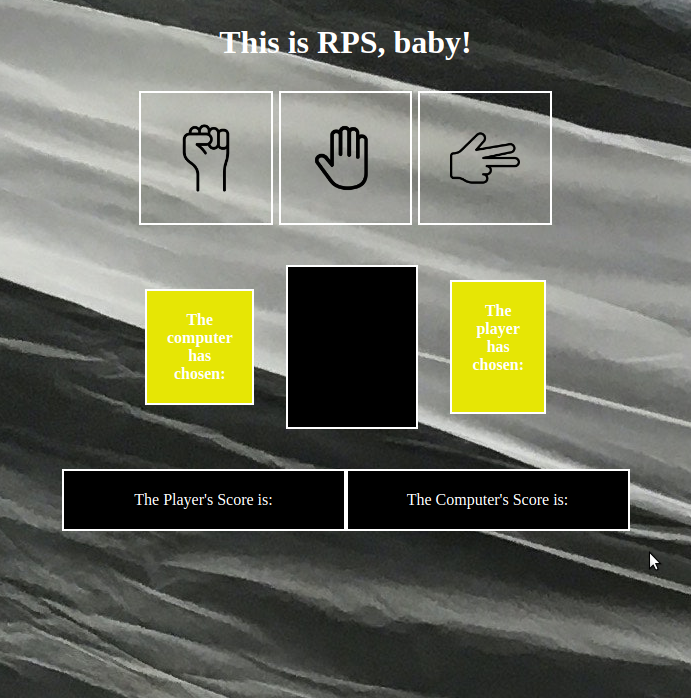 This is RPS, baby!
The
computer
has
chosen:
The
player
has
chosen:
The Player's Score is:
The Computer's Score is: